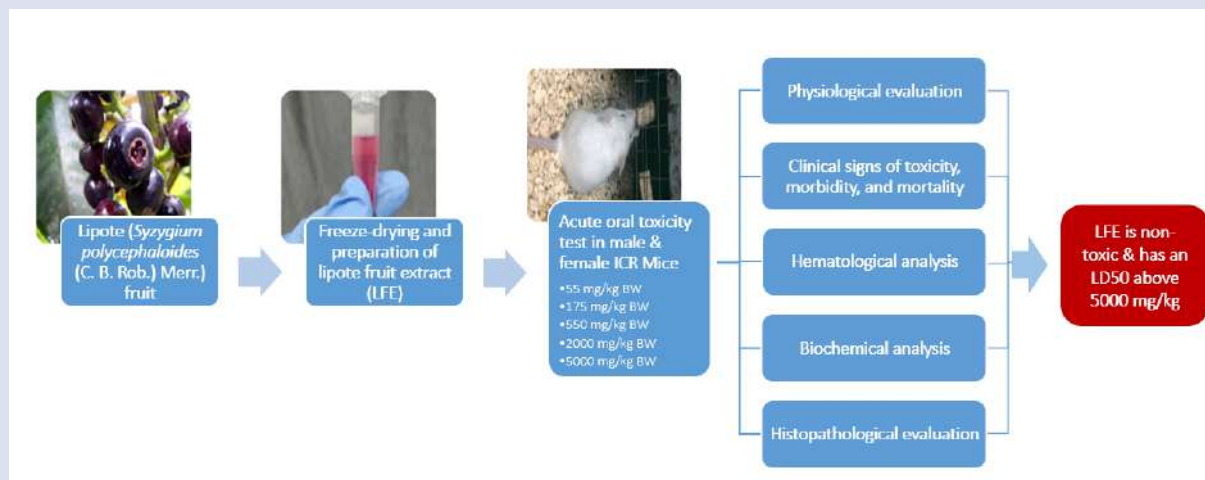 Lipote (Syzygium
polycephaloides
(C. B. Rob.) Merr.)
fruit
Freeze-drying and
preparation of
lipote fruit extract
(LFE)
Acute oral toxicity
test in male &
female ICR Mice
•55 mg/kg BW
•175 mg/kg BW
•550 mg/kg BW
•2000 mg/kg BW
•5000 mg/kg BW
Physiological evaluation
Clinical signs of toxicity,
morbidity, and mortality
Hematological analysis
Biochemical analysis
Histopathological evaluation
LFE is non-
toxic & has an
LD50 above
5000 mg/kg